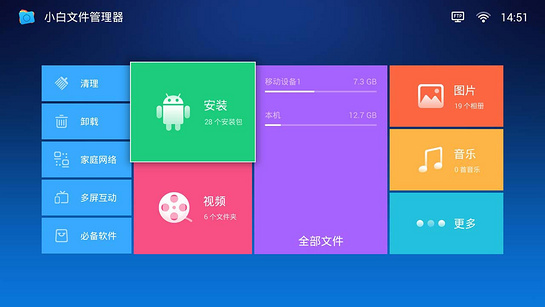 小白文件管理器
FTP
14:51
清理
卸载
家庭网络
多屏互动
必备软件
安装
28 个安装包
视频
6 个文件夹
移动设备1 7.3 GB
本机 12.7 GB
全部文件
图片
19 个相册
音乐
0 首音乐
更多